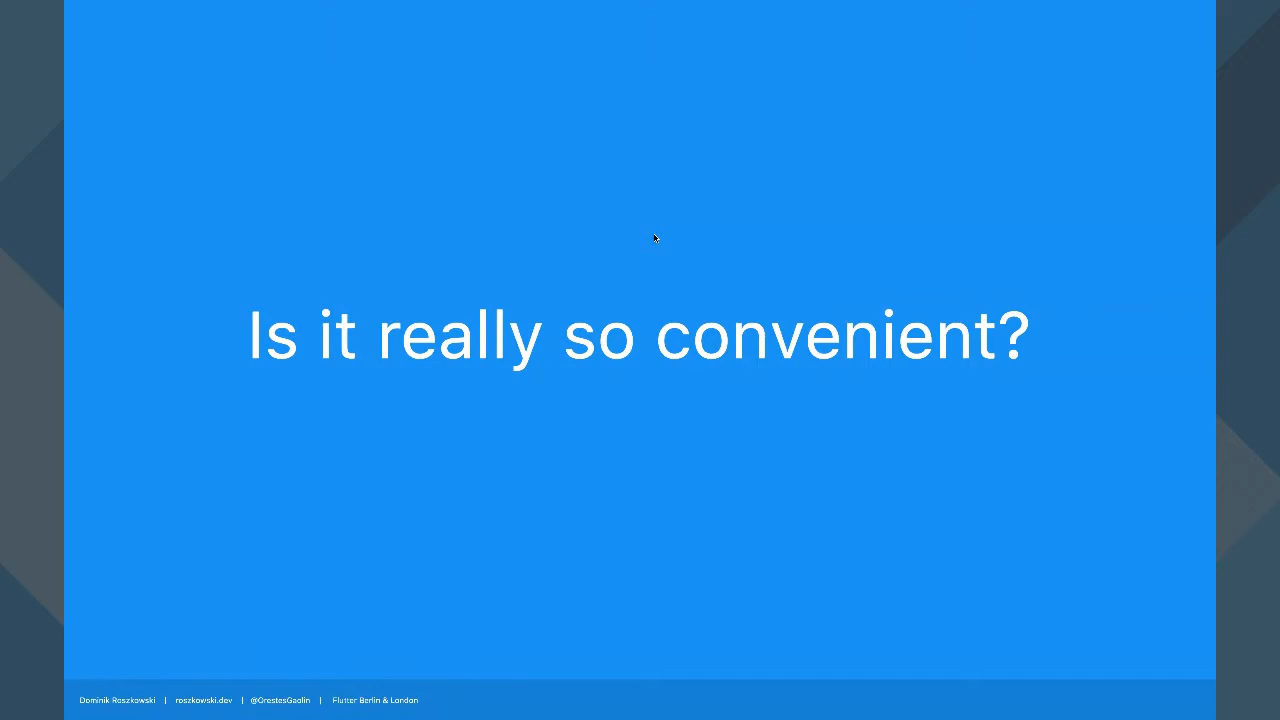 Is it really so convenient?
Dominik Roszkowski | roszkowski.dev | @OrestesGaolin | Flutter Berlin & London